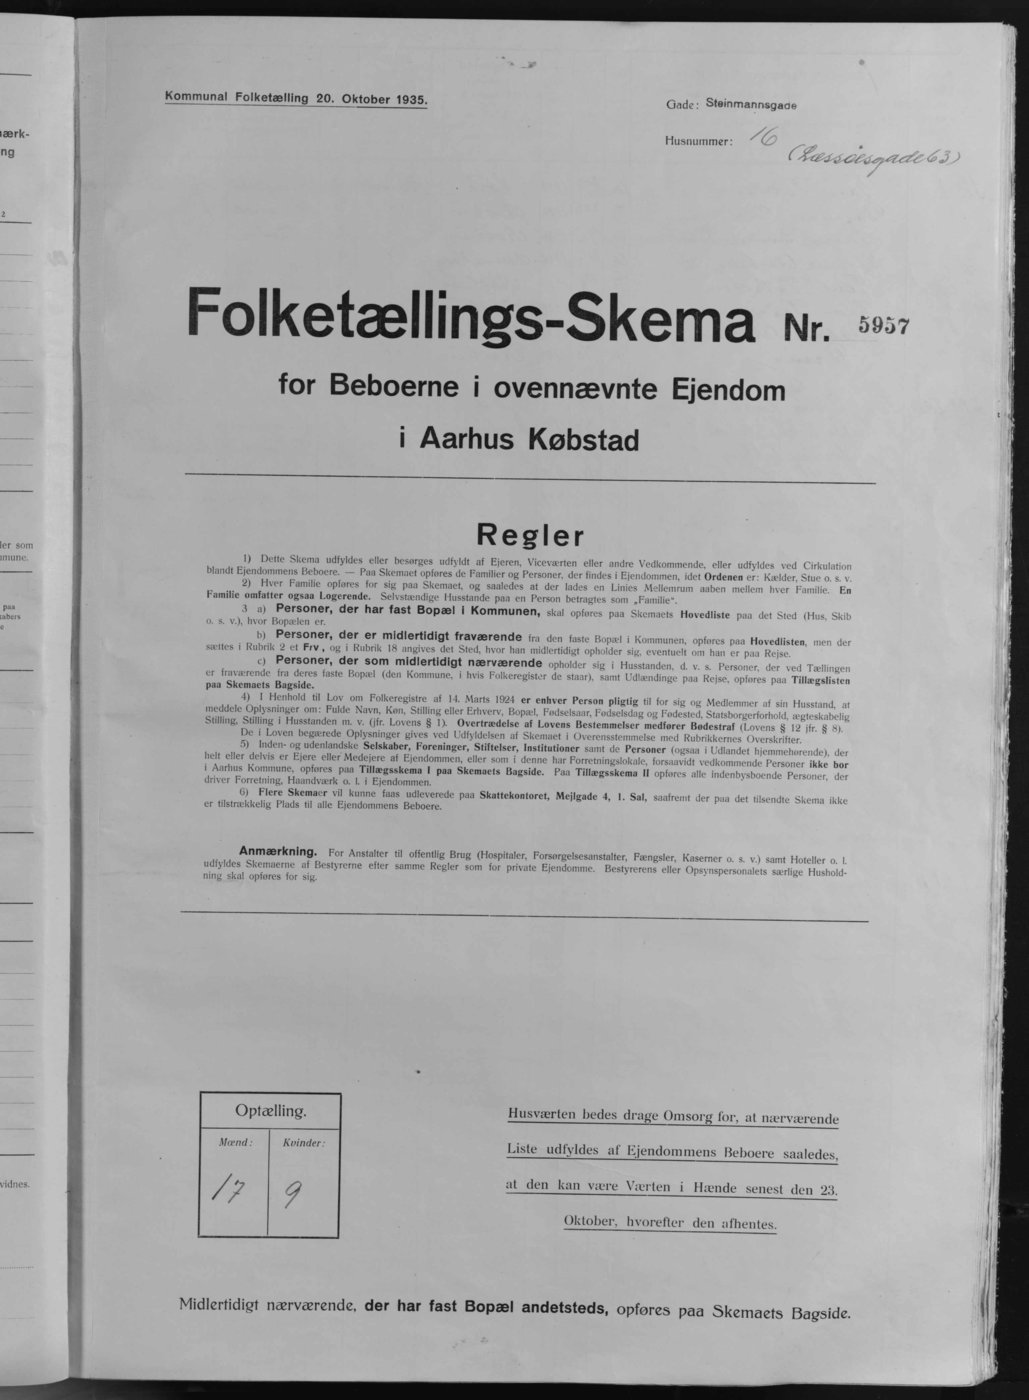 ærk-
ng
2
ler som
mmune.
paa
tabers
e
vidnes.
Kommunal Folketælling 20. Oktober 1935.
Gade: Steinmannsgade
Husnummer: 16
(Læssøesgade 63)
Folketællings-Skema Nr. 5957
for Beboerne i ovennævnte Ejendom
i Aarhus Købstad
Regler
1) Dette Skema udfyldes eller besørges udfyldt af Ejeren, Viceværten eller andre Vedkommende, eller udfyldes ved Cirkulation
blandt Ejendommens Beboere. — Paa Skemaet opføres de Familier og Personer, der findes i Ejendommen, idet Ordenen er: Kælder, Stue o. s. v.
2) Hver Familie opføres for sig paa Skemaet, og saaledes at der lades en Linies Mellemrum aaben mellem hver Familie. En
Familie omfatter ogsaa Logerende. Selvstændige Husstande paa en Person betragtes som „Familie“.
3 a) Personer, der har fast Bopæl i Kommunen, skal opføres paa Skemaets Hovedliste paa det Sted (Hus, Skib
o. s. v.), hvor Bopælen er.
b) Personer, der er midlertidigt fraværende fra den faste Bopæl i Kommunen, opføres paa Hovedlisten, men der
sættes i Rubrik 2 et Frv., og i Rubrik 18 angives det Sted, hvor han midlertidigt opholder sig, eventuelt om han er paa Rejse.
c) Personer, der som midlertidigt nærværende opholder sig i Husstanden, d. v. s. Personer, der ved Tællingen
er fraværende fra deres faste Bopæl (den Kommune, i hvis Folkeregister de staar), samt Udlændinge paa Rejse, opføres paa Tillægslisten
paa Skemaets Bagside.
4) I Henhold til Lov om Folkeregistre af 14. Marts 1924 er enhver Person pligtig til for sig og Medlemmer af sin Husstand, at
meddele Oplysninger om: Fulde Navn, Køn, Stilling eller Erhverv, Bopæl, Fødselsaar, Fødselsdag og Fødested, Statsborgerforhold, ægteskabelig
Stilling, Stilling i Husstanden m. v. (jfr. Lovens § 1). Overtrædelse af Lovens Bestemmelser medfører Bødestraf (Lovens § 12 jfr. § 8).
De i Loven begærede Oplysninger gives ved Udfyldelsen af Skemaet i Overensstemmelse med Rubrikkernes Overskrifter.
5) Inden- og udenlandske Selskaber, Foreninger, Stiftelser, Institutioner samt de Personer (ogsaa i Udlandet hjemmehørende), der
helt eller delvis er Ejere eller Medejere af Ejendommen, eller som i denne har Forretningslokale, forsaavidt vedkommende Personer ikke bor
i Aarhus Kommune, opføres paa Tillægsskema I paa Skemaets Bagside. Paa Tillægsskema II opføres alle indenbysboende Personer, der
driver Forretning, Haandværk o. l. i Ejendommen.
6) Flere Skemaer vil kunne faas udleverede paa Skattekontoret, Mejlgade 4, 1. Sal, saafremt der paa det tilsendte Skema ikke
er tilstrækkelig Plads til alle Ejendommens Beboere.
Anmærkning. For Anstalter til offentlig Brug (Hospitaler, Forsørgelsesanstalter, Fængsler, Kaserner o. s. v.) samt Hoteller o. l.
udfyldes Skemaerne af Bestyrerne efter samme Regler som for private Ejendomme. Bestyrerens eller Opsynspersonalets særlige Hushold-
ning skal opføres for sig.
Optælling.
Mænd: Kvinder:
17 9
Husværten bedes drage Omsorg for, at nærværende
Liste udfyldes af Ejendommens Beboere saaledes,
at den kan være Værten i Hænde senest den 23.
Oktober, hvorefter den afhentes.
Midlertidigt nærværende, der har fast Bopæl andetsteds, opføres paa Skemaets Bagside.